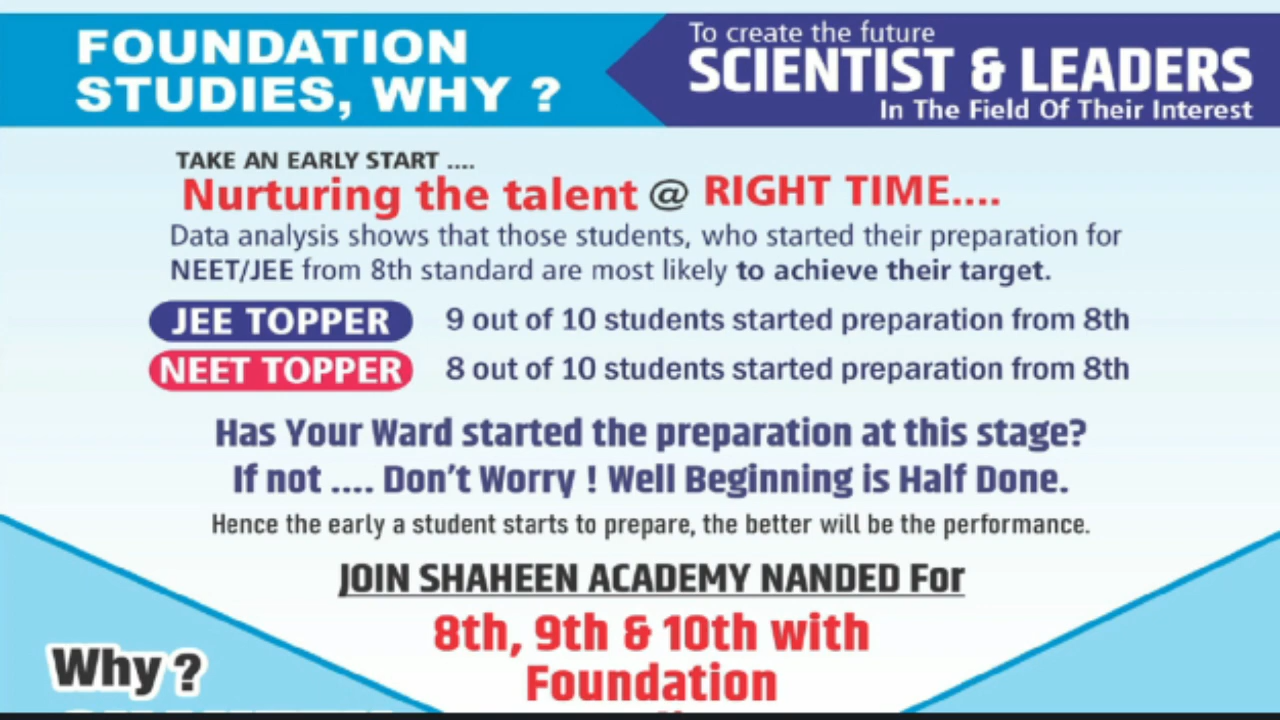 FOUNDATION
STUDIES, WHY ?
To create the future
SCIENTIST & LEADERS
In The Field Of Their Interest
TAKE AN EARLY START ....
Nurturing the talent @ RIGHT TIME....
Data analysis shows that those students, who started their preparation for
NEET/JEE from 8th standard are most likely to achieve their target.
JEE TOPPER 9 out of 10 students started preparation from 8th
NEET TOPPER 8 out of 10 students started preparation from 8th
Has Your Ward started the preparation at this stage?
If not .... Don't Worry ! Well Beginning is Half Done.
Hence the early a student starts to prepare, the better will be the performance.
JOIN SHAHEEN ACADEMY NANDED For
8th, 9th & 10th with
Foundation
Why ?